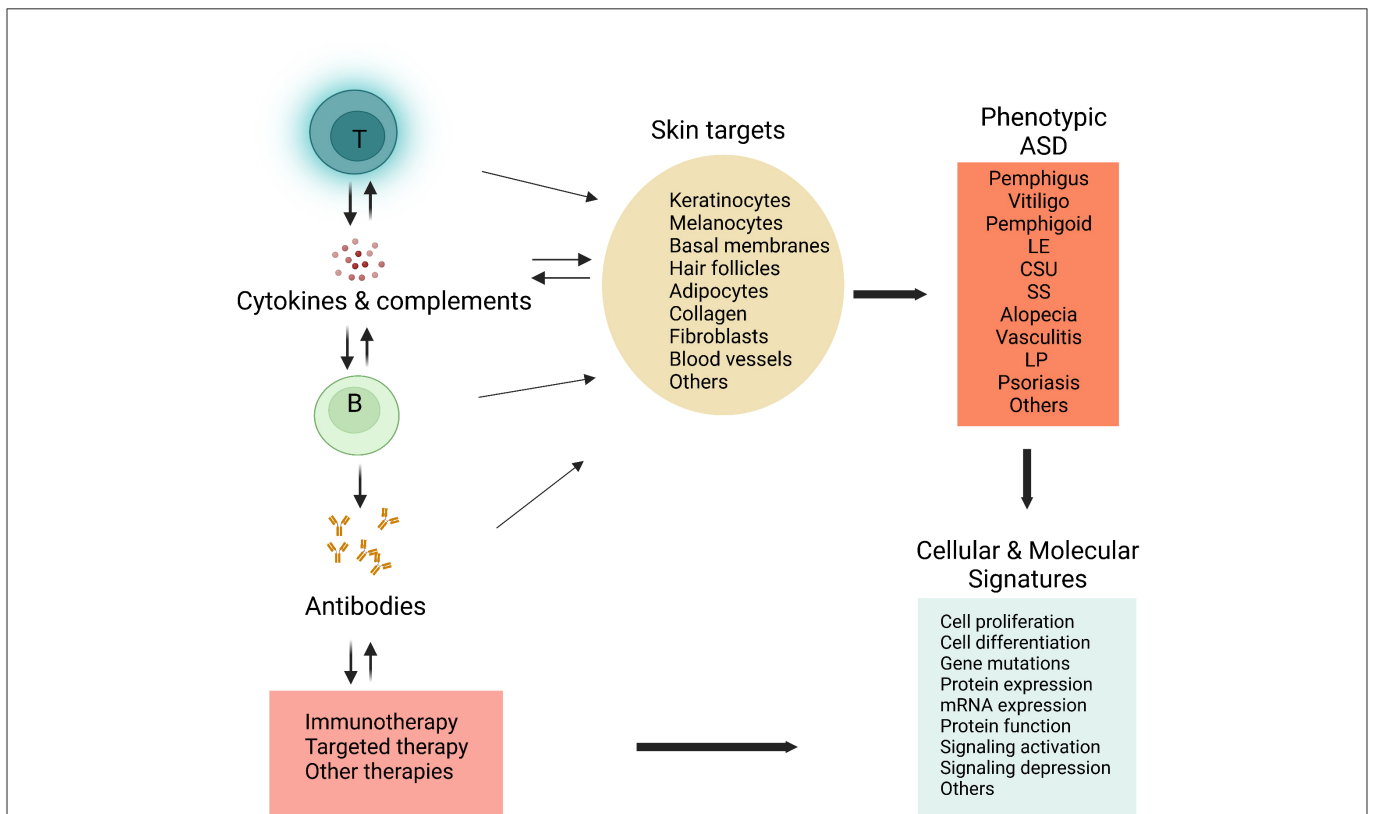 T
Cytokines & complements
B
Antibodies
Immunotherapy
Targeted therapy
Other therapies
Skin targets
Keratinocytes
Melanocytes
Basal membranes
Hair follicles
Adipocytes
Collagen
Fibroblasts
Blood vessels
Others
Phenotypic
ASD
Pemphigus
Vitiligo
Pemphigoid
LE
CSU
SS
Alopecia
Vasculitis
LP
Psoriasis
Others
Cellular & Molecular
Signatures
Cell proliferation
Cell differentiation
Gene mutations
Protein expression
mRNA expression
Protein function
Signaling activation
Signaling depression
Others